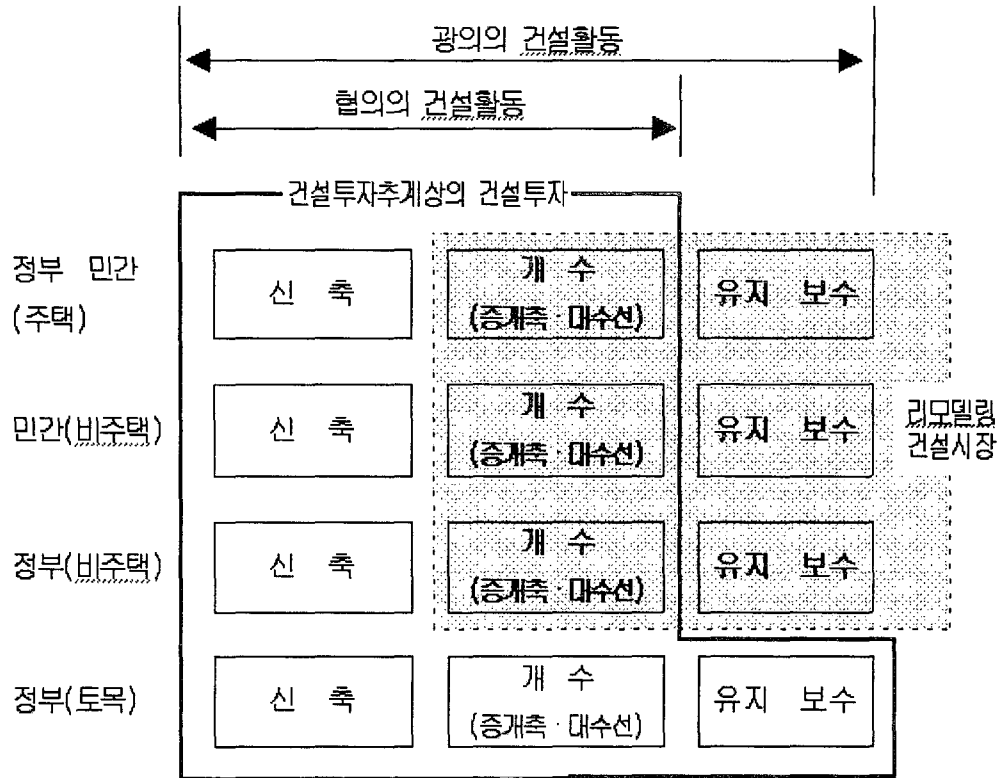 광의의 건설활동
협의의 건설활동
건설투자추계상의 건설투자
정부 민간
(주택)
신 축
개 수
(증개축·대수선)
유지 보수
민간(비주택)
신 축
개 수
(증개축·대수선)
유지 보수
리모델링
건설시장
정부(비주택)
신 축
개 수
(증개축·대수선)
유지 보수
정부(토목)
신 축
개 수
(증개축·대수선)
유지 보수